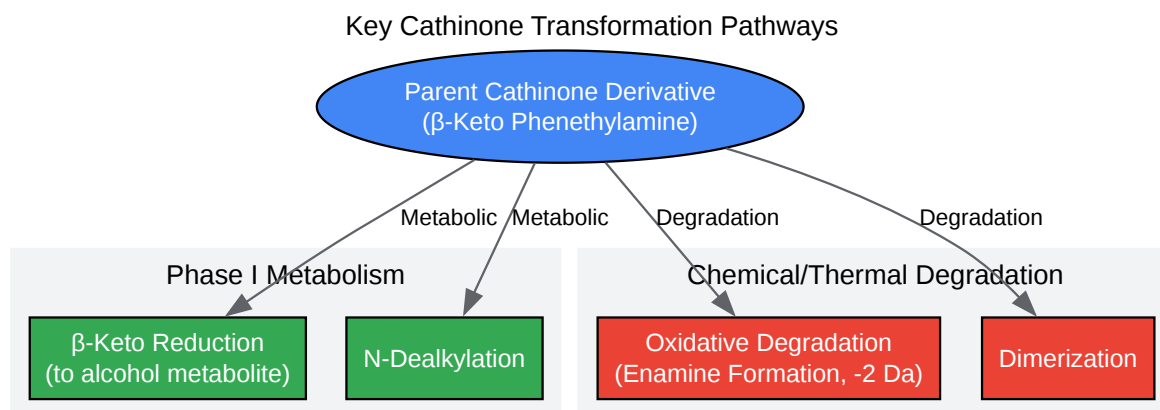 Key Cathinone Transformation Pathways
Parent Cathinone Derivative
(β-Keto Phenethylamine)
Metabolic
Metabolic
Degradation
Degradation
Phase I Metabolism
Chemical/Thermal Degradation
β-Keto Reduction
(to alcohol metabolite)
N-Dealkylation
Oxidative Degradation
(Enamine Formation, -2 Da)
Dimerization